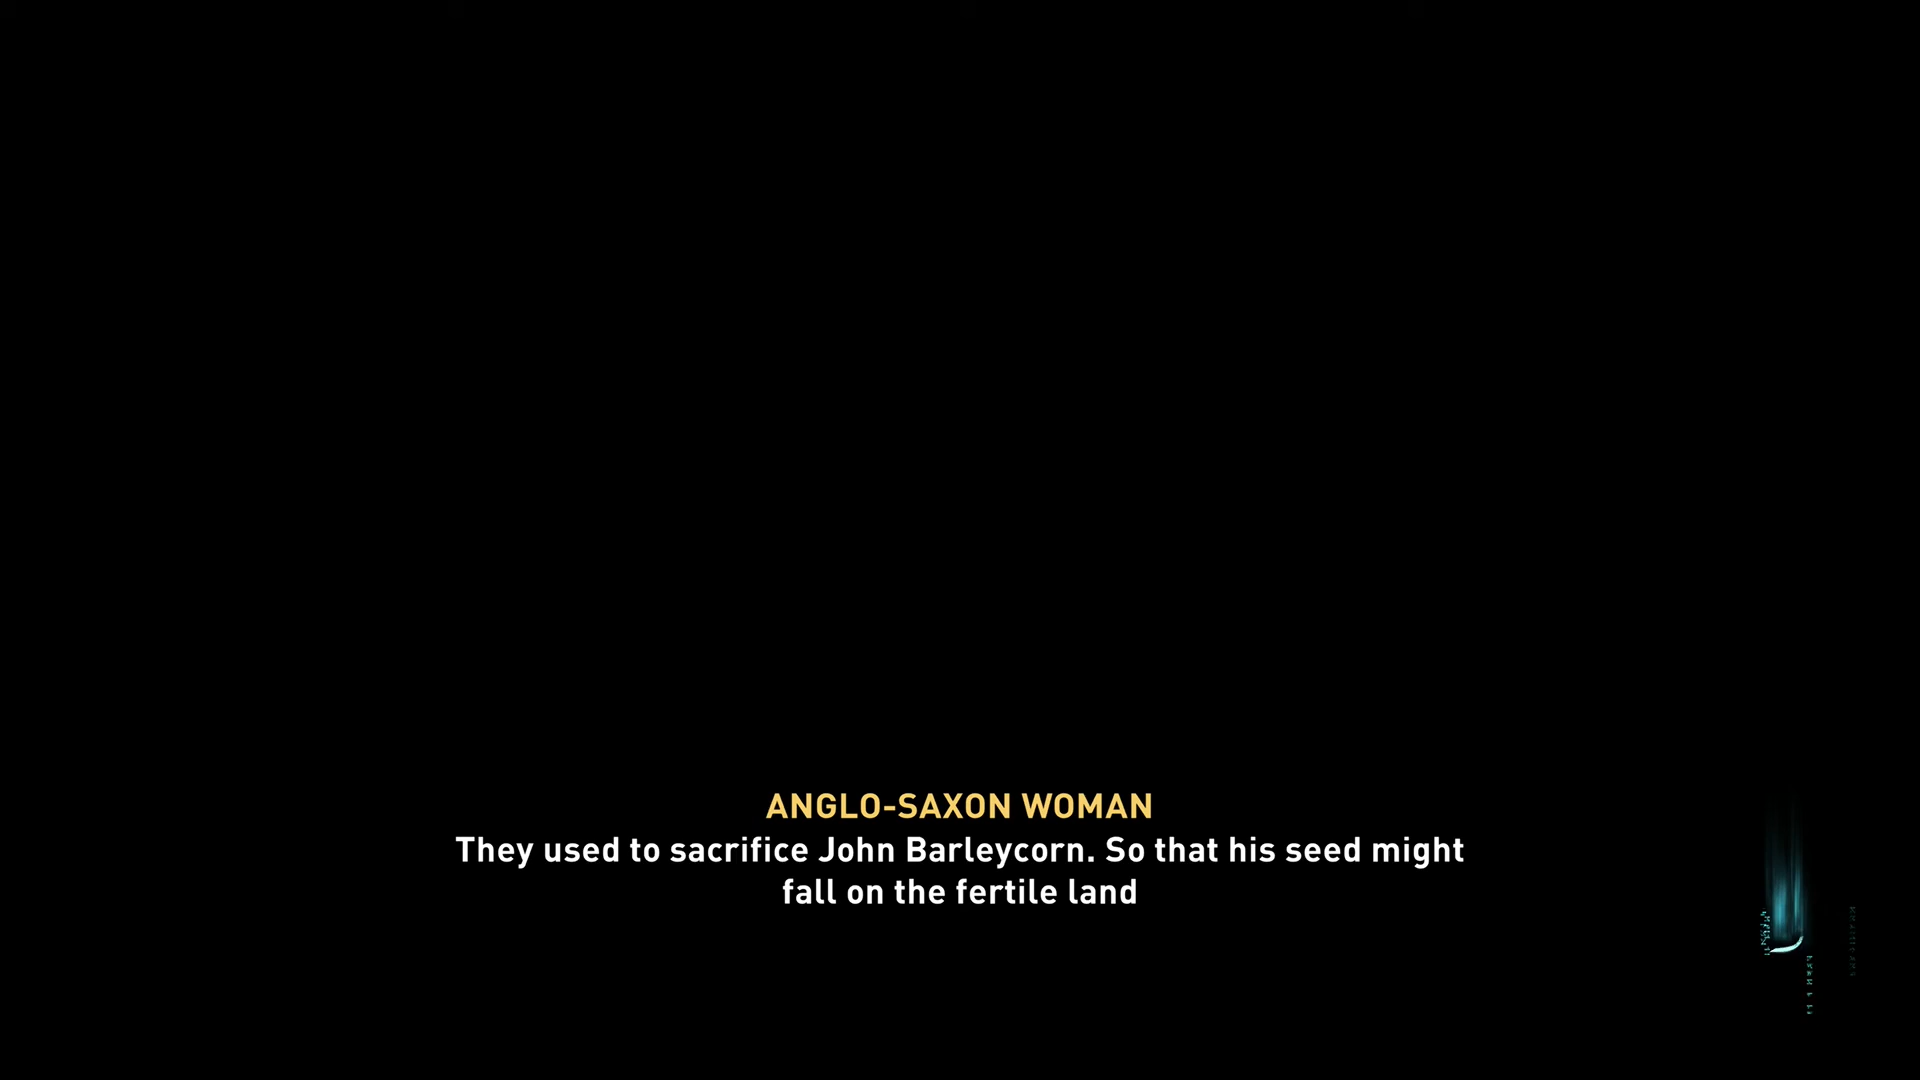 ANGLO-SAXON WOMAN
They used to sacrifice John Barleycorn. So that his seed might
fall on the fertile land